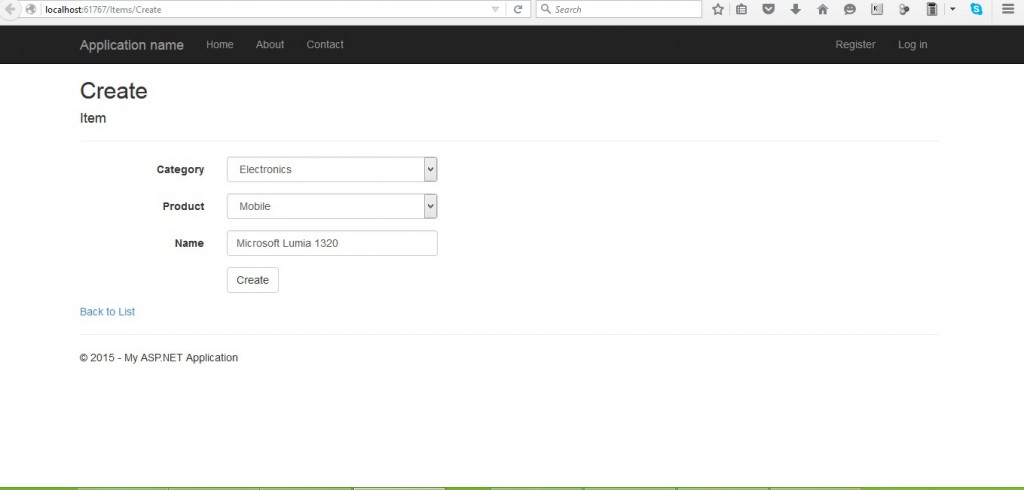 localhost:61767/Items/Create
Search
Application name Home About Contact Register Log in
Create
Item
Category Electronics
Product Mobile
Name Microsoft Lumia 1320
Create
Back to List
© 2015 - My ASP.NET Application